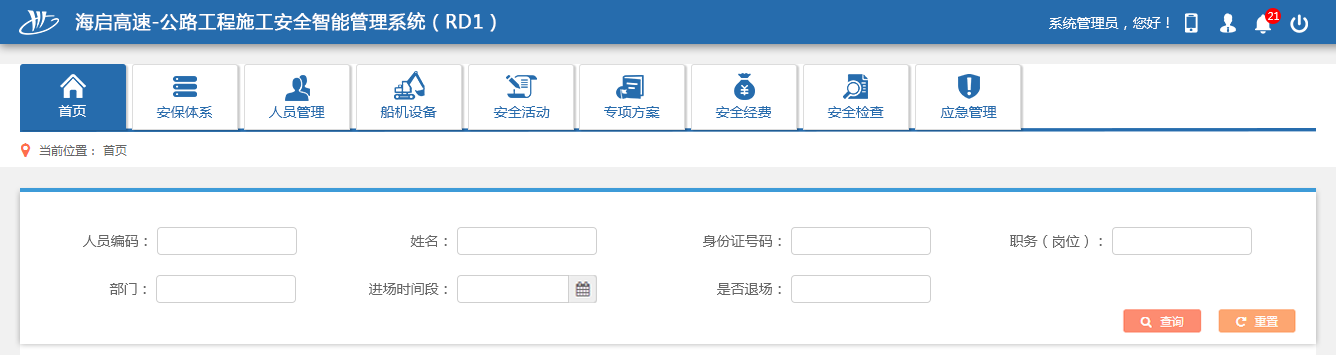 海启高速-公路工程施工安全智能管理系统（RD1）
系统管理员，您好！ 21
首页 安保体系 人员管理 船机设备 安全活动 专项方案 安全经费 安全检查 应急管理
当前位置： 首页
人员编码： 姓名： 身份证号码： 职务（岗位）：
部门： 进场时间段： 是否退场：
查询 重置